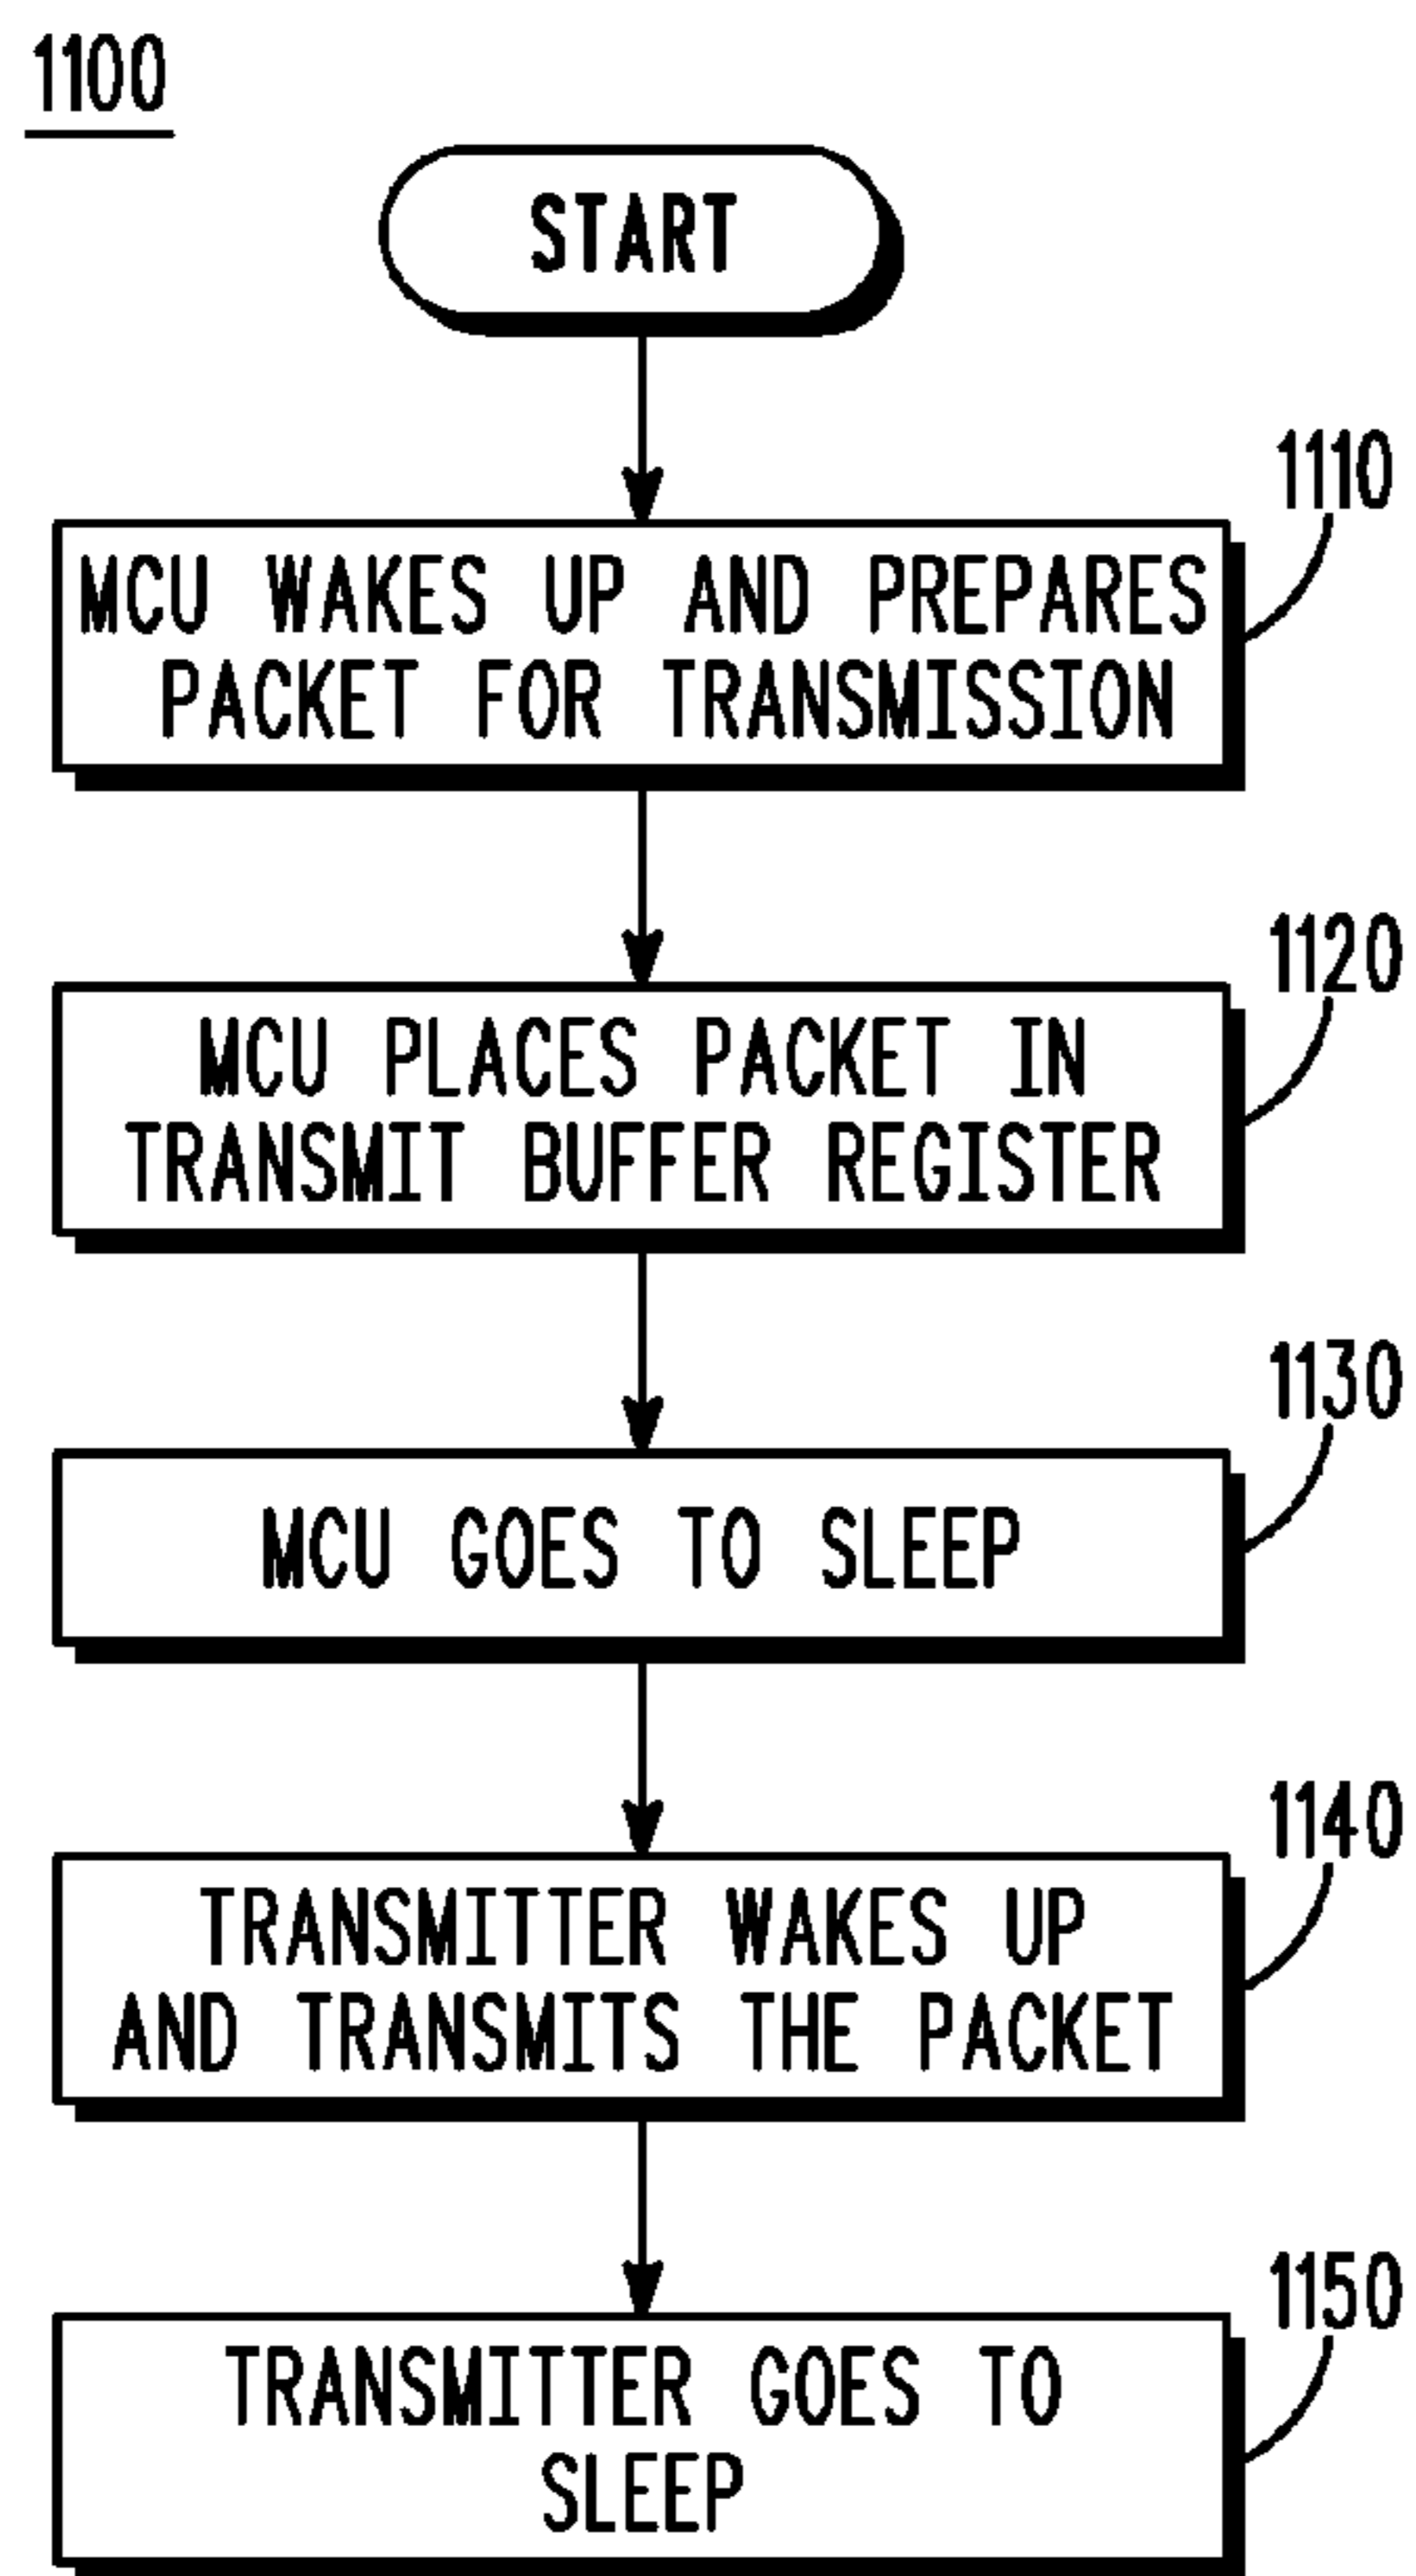 1100
START
1110
MCU WAKES UP AND PREPARES
PACKET FOR TRANSMISSION
1120
MCU PLACES PACKET IN
TRANSMIT BUFFER REGISTER
1130
MCU GOES TO SLEEP
1140
TRANSMITTER WAKES UP
AND TRANSMITS THE PACKET
1150
TRANSMITTER GOES TO
SLEEP